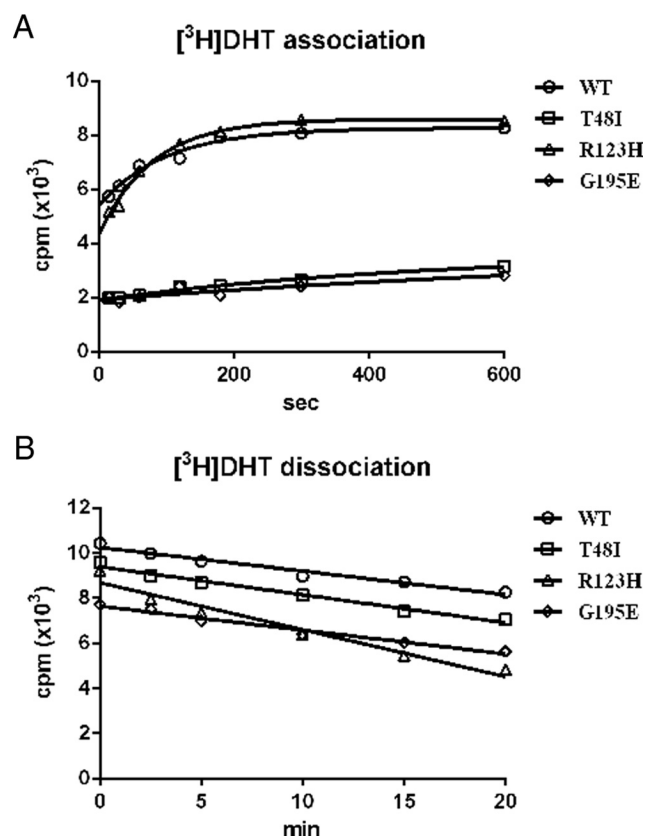 A
[³H]DHT association
10
8
6
4
2
0
cpm (x10³)
0 200 400 600
sec
WT
T48I
R123H
G195E
B
[³H]DHT dissociation
12
10
8
6
4
2
0
cpm (x10³)
0 5 10 15 20
min
WT
T48I
R123H
G195E